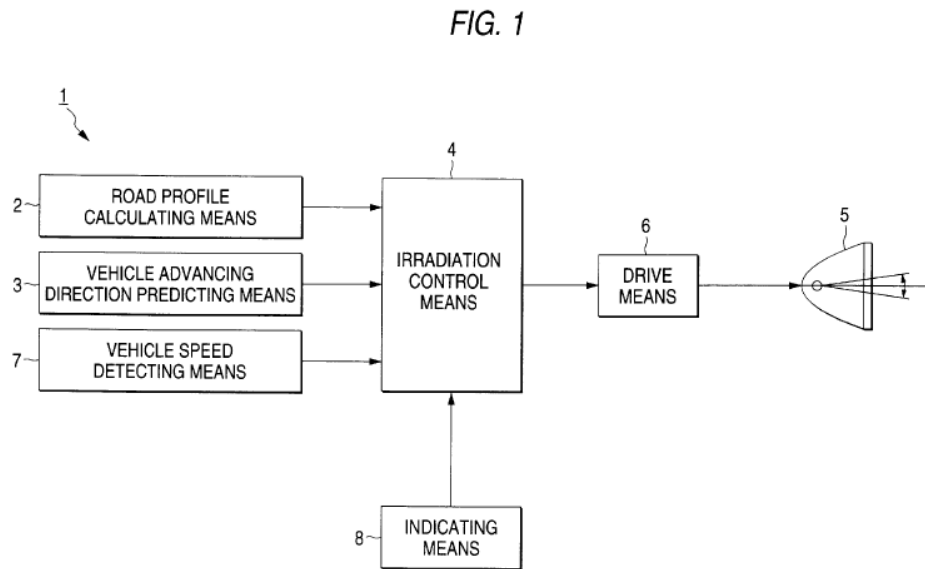 FIG. 1
1
2
ROAD PROFILE
CALCULATING MEANS
3
VEHICLE ADVANCING
DIRECTION PREDICTING MEANS
7
VEHICLE SPEED
DETECTING MEANS
4
IRRADIATION
CONTROL
MEANS
6
DRIVE
MEANS
5
8
INDICATING
MEANS